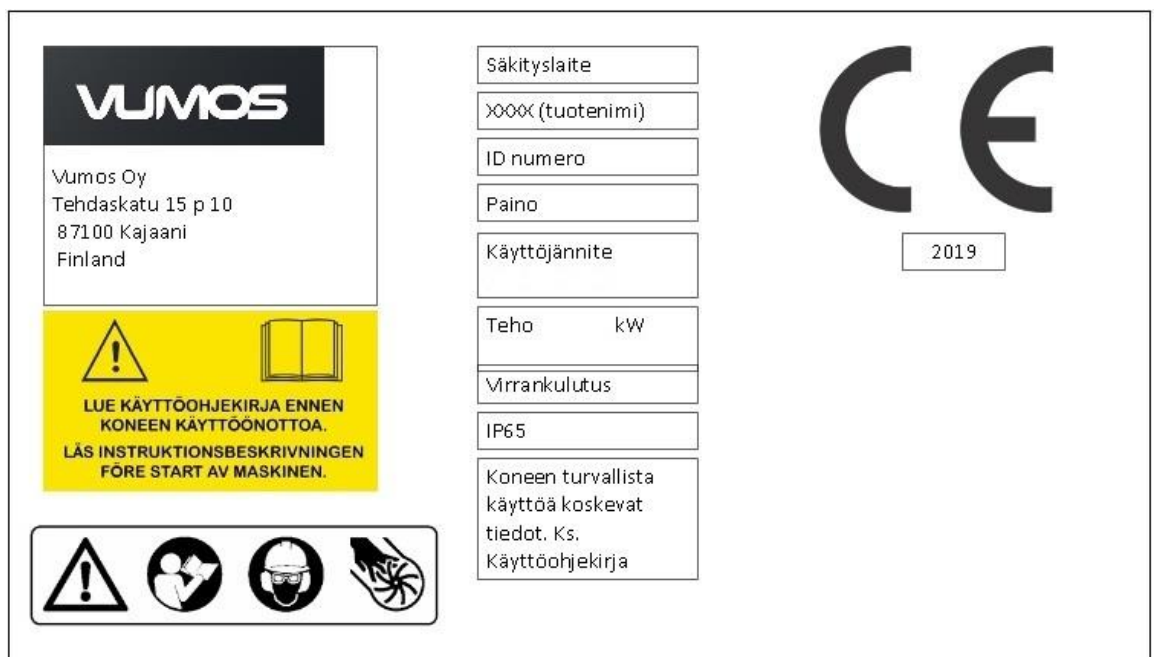 VUMOS
Vumos Oy
Tehdaskatu 15 p 10
87100 Kajaani
Finland
LUE KÄYTTÖOHJEKIRJA ENNEN
KONEEN KÄYTTÖÖNOTTOA.
LÄS INSTRUKTIONSBESKRIVNINGEN
FÖRE START AV MASKINEN.
Säkityslaite
XXXX (tuotenimi)
ID numero
Paino
Käyttöjännite
Teho kW
Virrankulutus
IP65
Koneen turvallista
käyttöä koskevat
tiedot. Ks.
Käyttöohjekirja
CE
2019